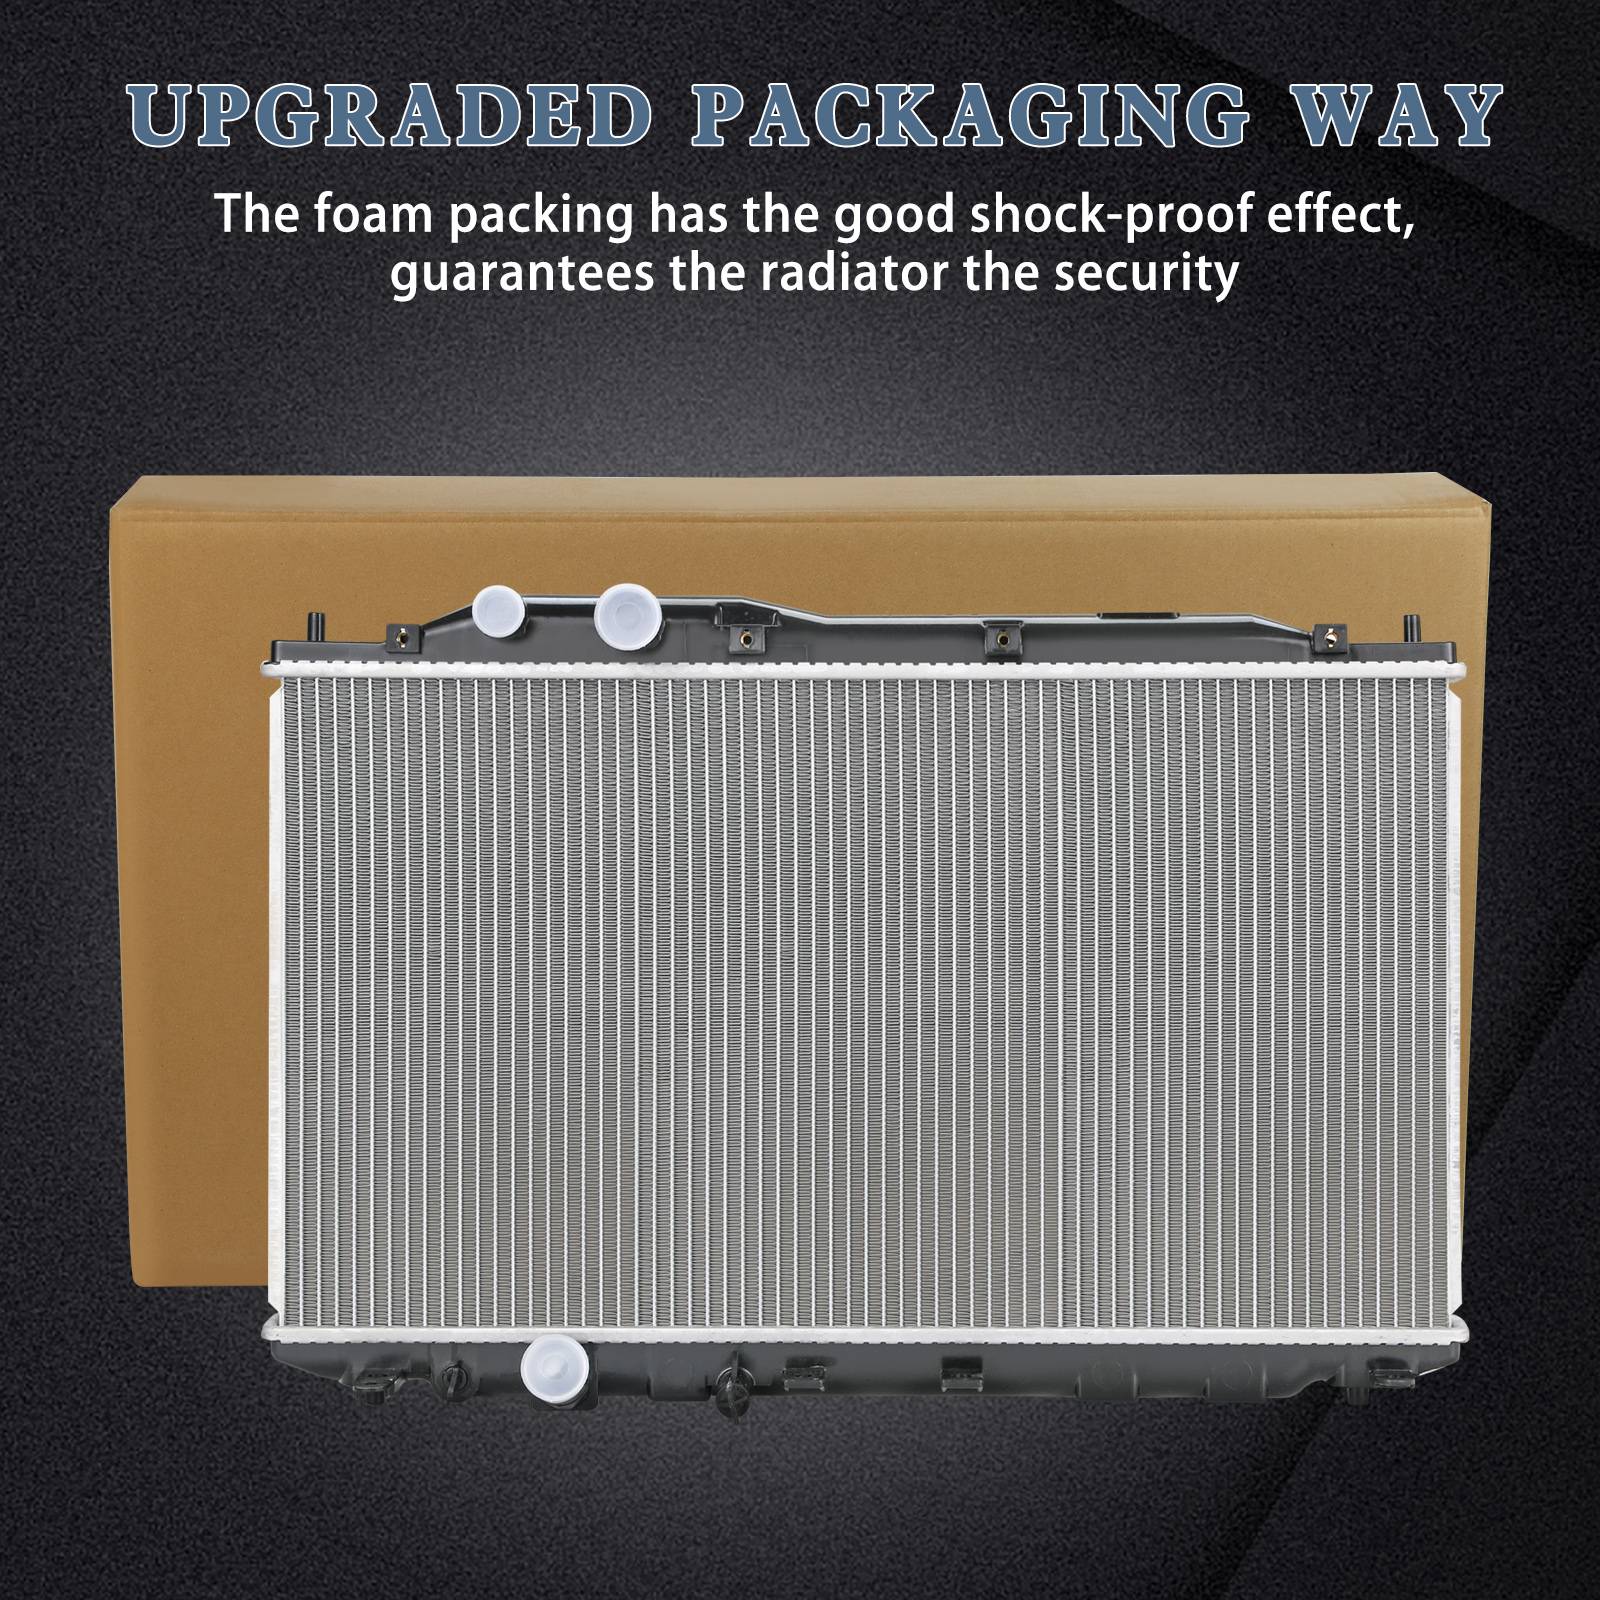 UPGRADED PACKAGING WAY
The foam packing has the good shock-proof effect,
guarantees the radiator the security